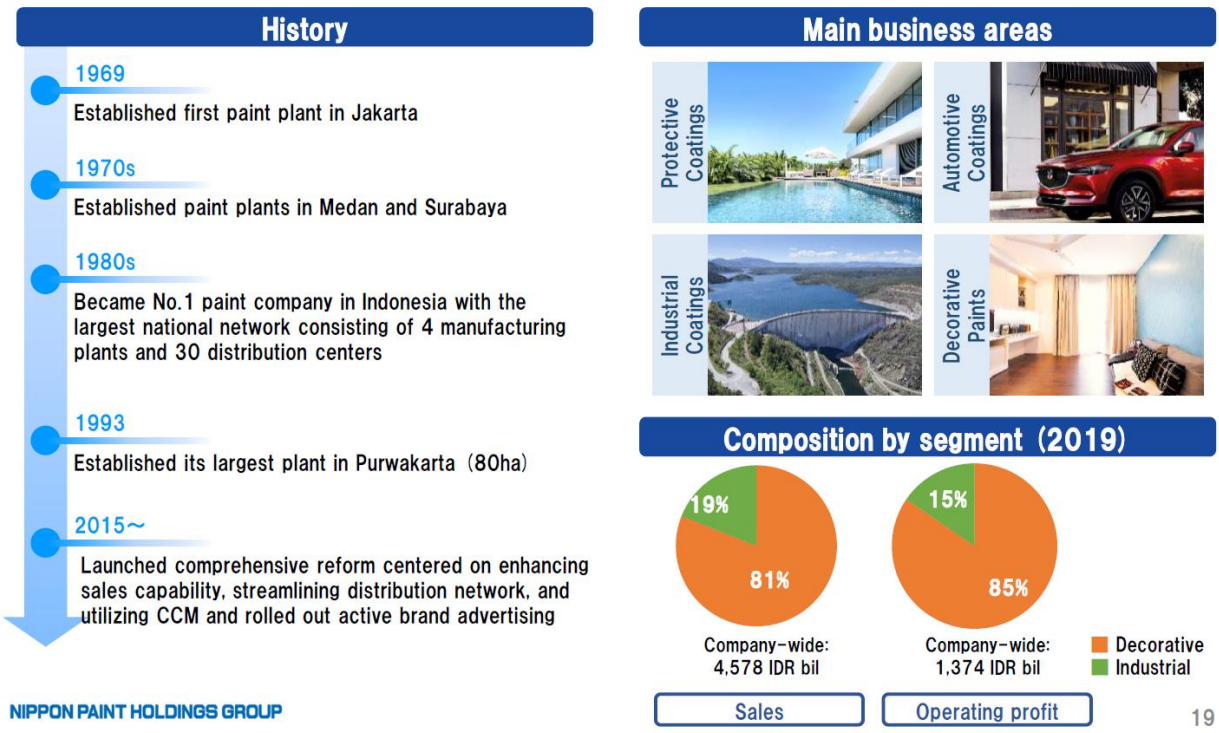 History
1969
Established first paint plant in Jakarta
1970s
Established paint plants in Medan and Surabaya
1980s
Became No.1 paint company in Indonesia with the
largest national network consisting of 4 manufacturing
plants and 30 distribution centers
1993
Established its largest plant in Purwakarta (80ha)
2015～
Launched comprehensive reform centered on enhancing
sales capability, streamlining distribution network, and
utilizing CCM and rolled out active brand advertising
Main business areas
Protective
Coatings
Automotive
Coatings
Industrial
Coatings
Decorative
Paints
Composition by segment (2019)
19%
81%
15%
85%
Company-wide:
4,578 IDR bil
Company-wide:
1,374 IDR bil
Decorative
Industrial
Sales
Operating profit
NIPPON PAINT HOLDINGS GROUP
19